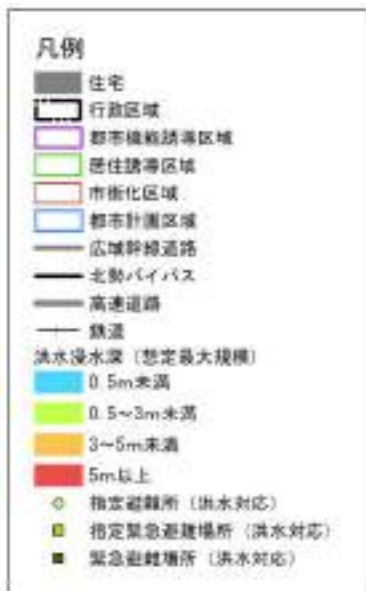 凡例
住宅
行政区域
都市機能誘導区域
居住誘導区域
市街化区域
都市計画区域
広域幹線道路
北勢バイパス
高速道路
鉄道
洪水浸水深（想定最大規模）
0.5m未満
0.5～3m未満
3～5m未満
5m以上
指定避難所（洪水対応）
指定緊急避難場所（洪水対応）
緊急避難場所（洪水対応）